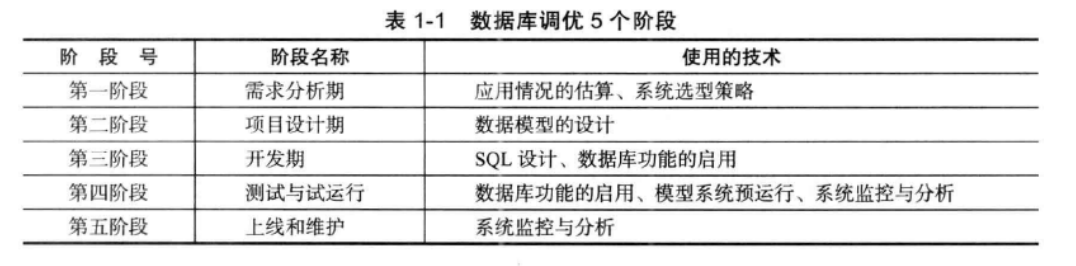 表 1-1 数据库调优 5 个阶段
阶 段 号 阶段名称 使用的技术
第一阶段 需求分析期 应用情况的估算、系统选型策略
第二阶段 项目设计期 数据模型的设计
第三阶段 开发期 SQL 设计、数据库功能的启用
第四阶段 测试与试运行 数据库功能的启用、模型系统预运行、系统监控与分析
第五阶段 上线和维护 系统监控与分析